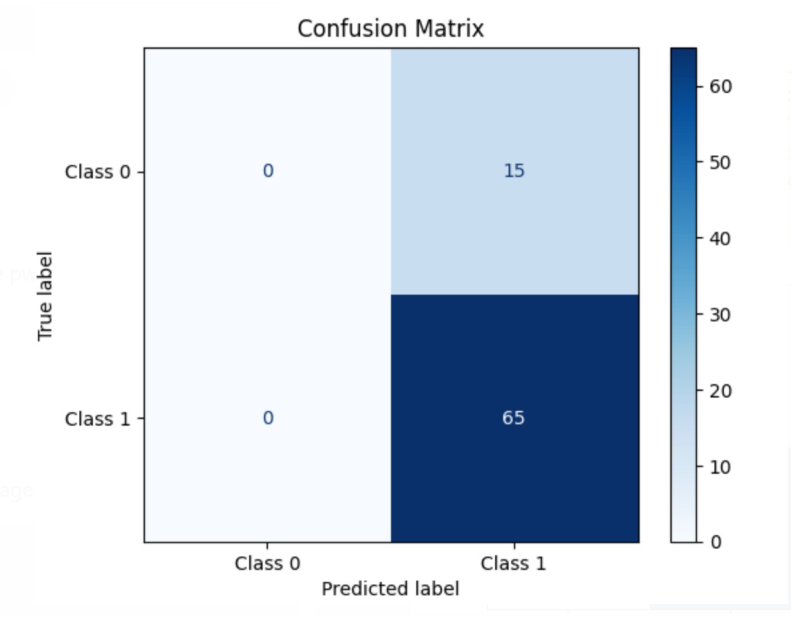 Confusion Matrix
Class 0
0
15
Class 1
0
65
Class 0
Class 1
Predicted label
True label
60
50
40
30
20
10
0